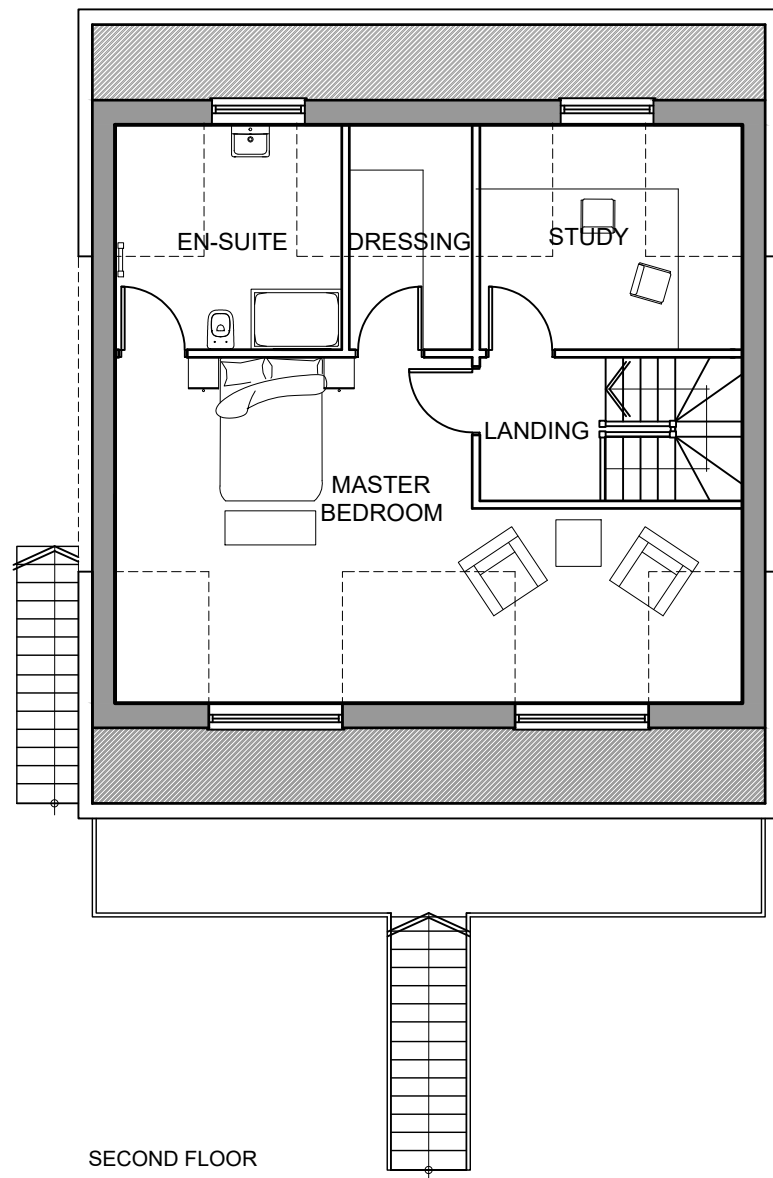 EN-SUITE
DRESSING
STUDY
LANDING
MASTER
BEDROOM
SECOND FLOOR